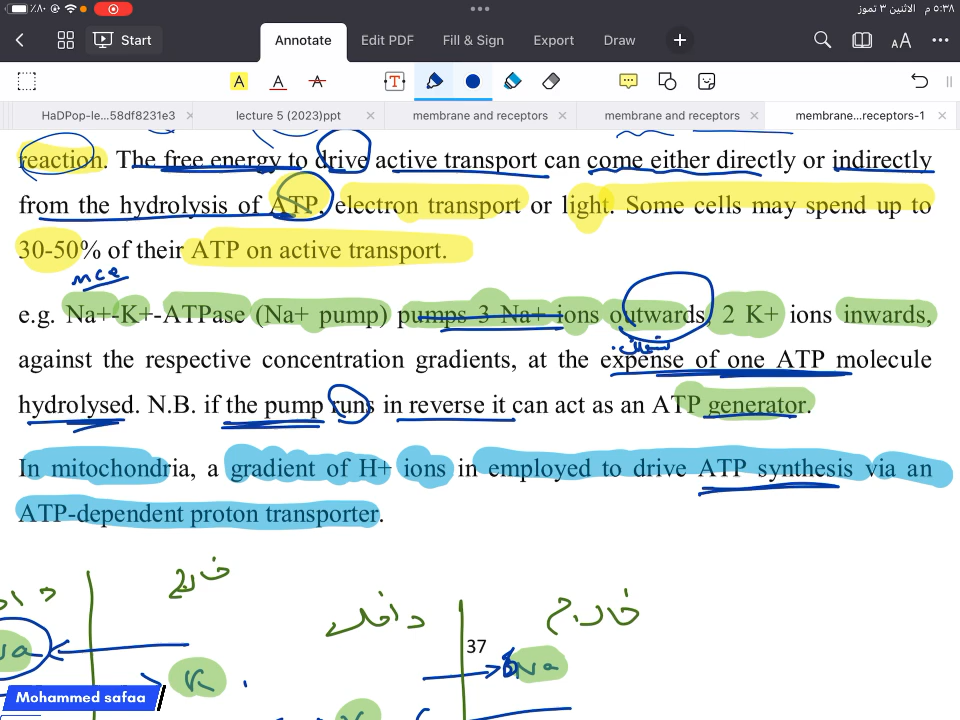 ٪٨٠
٥:٣٨ م الاثنين ٣ تموز
Start
Annotate Edit PDF Fill & Sign Export Draw
AA
A A A T
HaDPop-le...58df8231e3 lecture 5 (2023)ppt membrane and receptors membrane and receptors membrane...receptors-1
reaction. The free energy to drive active transport can come either directly or indirectly
from the hydrolysis of ATP, electron transport or light. Some cells may spend up to
30-50% of their ATP on active transport.
mcq
e.g. Na+-K+-ATPase (Na+ pump) pumps 3 Na+ ions outwards, 2 K+ ions inwards,
against the respective concentration gradients, at the expense of one ATP molecule
hydrolysed. N.B. if the pump runs in reverse it can act as an ATP generator.
In mitochondria, a gradient of H+ ions in employed to drive ATP synthesis via an
ATP-dependent proton transporter.
خارج
داخل
خارج
37
Na
K
Mohammed safaa